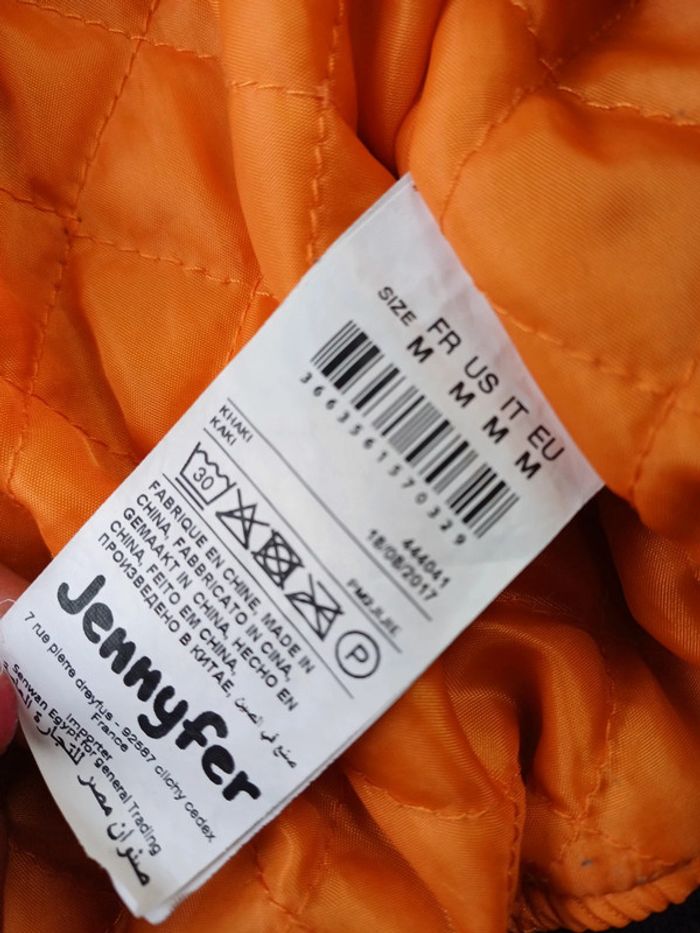 SIZE FR US IT EU
M M M M
3663561570329
444041
18/08/2017
KHAKI
KAKI
30
P
FABRIQUE EN CHINE, MADE IN
CHINA, FABBRICATO IN CINA,
GEMAAKT IN CHINA, HECHO EN
CHINA, FEITO EM CHINA,
ПРОИЗВЕДЕНО В КИТАЕ, صنع في الصين
Jennyfer
7 rue pierre dreyfus - 92587 clichy cedex
France
Importer
Senwan Egypt for general Trading
صنوان مصر للتجارة العامة